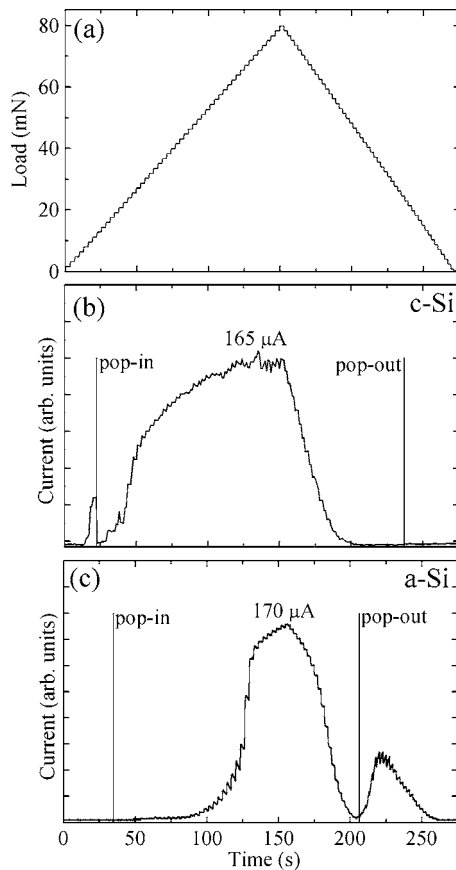 (a)
80
60
40
20
0
Load (mN)
(b)
c-Si
165 μA
pop-in
pop-out
Current (arb. units)
(c)
a-Si
170 μA
pop-in
pop-out
Current (arb. units)
0 50 100 150 200 250
Time (s)